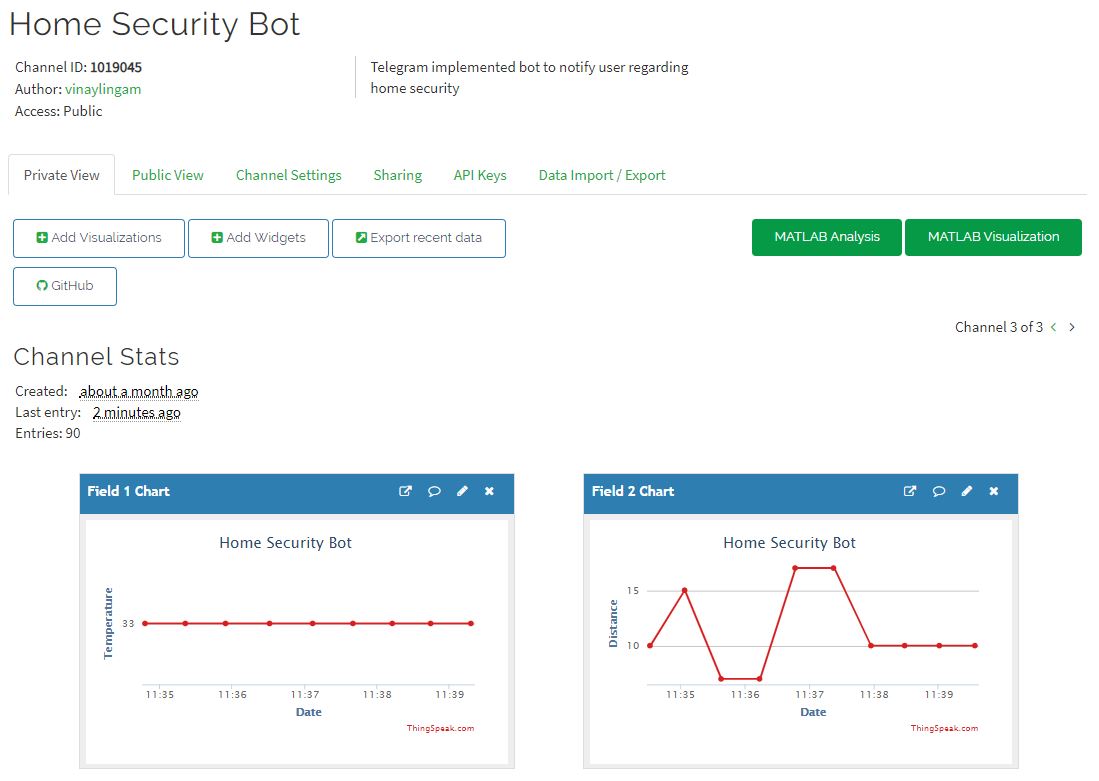 Home Security Bot
Channel ID: 1019045
Author: vinaylingam
Access: Public
Telegram implemented bot to notify user regarding
home security
Private View
Public View
Channel Settings
Sharing
API Keys
Data Import / Export
Add Visualizations
Add Widgets
Export recent data
MATLAB Analysis
MATLAB Visualization
GitHub
Channel 3 of 3 < >
Channel Stats
Created: about a month ago
Last entry: 2 minutes ago
Entries: 90
Field 1 Chart
Home Security Bot
Temperature
33
11:35 11:36 11:37 11:38 11:39
Date
ThingSpeak.com
Field 2 Chart
Home Security Bot
Distance
15
10
11:35 11:36 11:37 11:38 11:39
Date
ThingSpeak.com